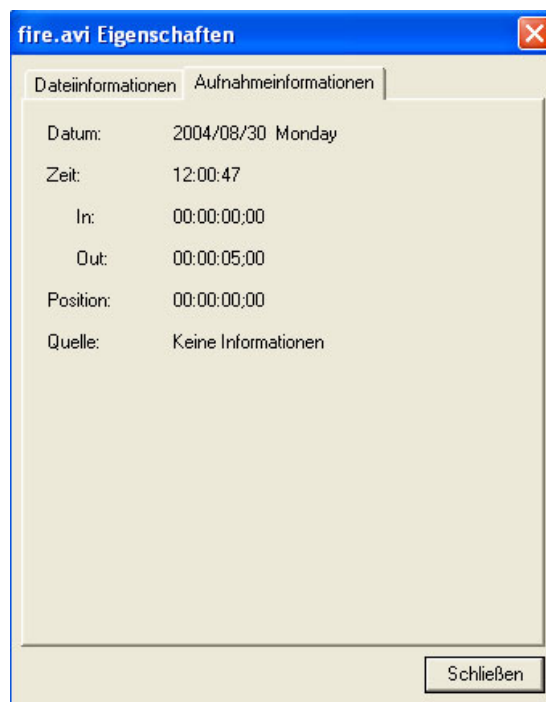 fire.avi Eigenschaften
Dateiinformationen Aufnahmeinformationen
Datum: 2004/08/30 Monday
Zeit: 12:00:47
In: 00:00:00;00
Out: 00:00:05;00
Position: 00:00:00;00
Quelle: Keine Informationen
Schließen